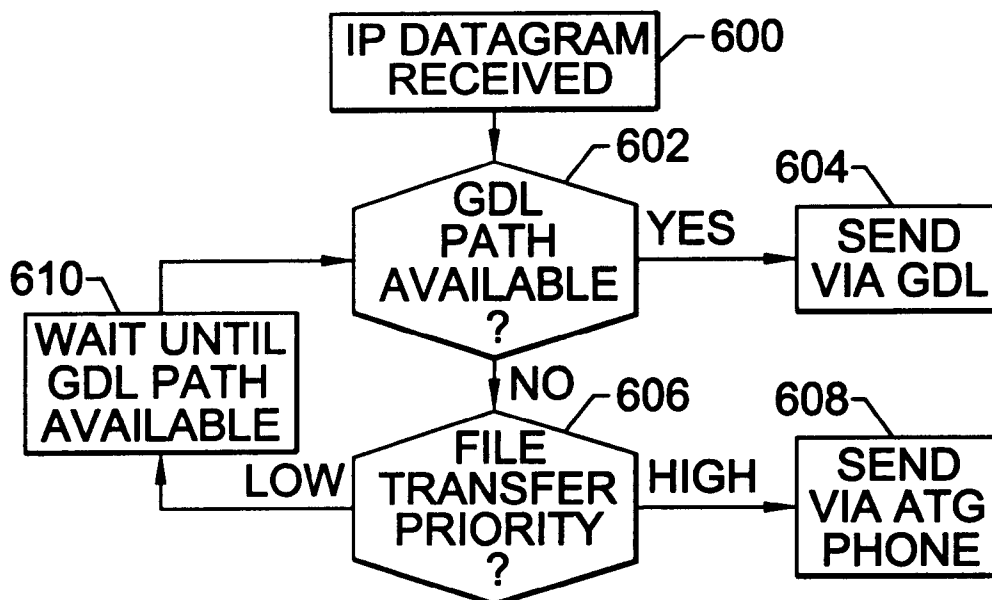 IP DATAGRAM
RECEIVED
600
602
GDL
PATH
AVAILABLE
?
YES
604
SEND
VIA GDL
610
WAIT UNTIL
GDL PATH
AVAILABLE
NO
606
FILE
TRANSFER
PRIORITY
?
LOW
HIGH
608
SEND
VIA ATG
PHONE